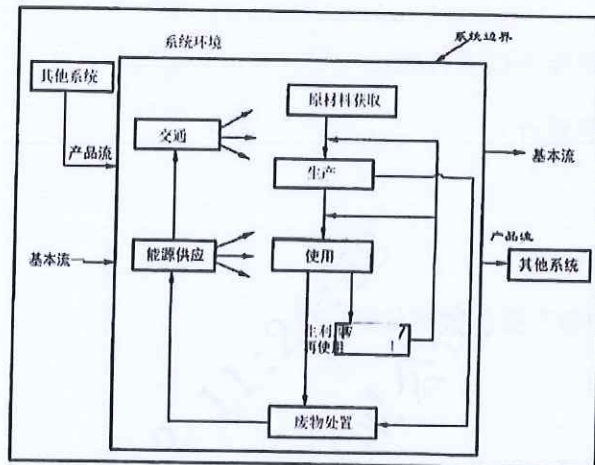 系统环境
系统边界
其他系统
原材料获取
交通
产品流
基本流
生产
产品流
基本流
能源供应
使用
其他系统
再使用
废物处置